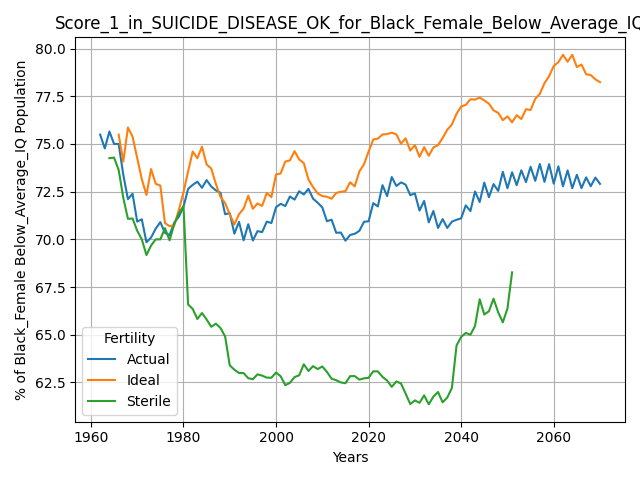 Score_1_in_SUICIDE_DISEASE_OK_for_Black_Female_Below_Average_IQ
% of Black_Female Below_Average_IQ Population
80.0
77.5
75.0
72.5
70.0
67.5
65.0
62.5
Fertility
Actual
Ideal
Sterile
1960 1980 2000 2020 2040 2060
Years